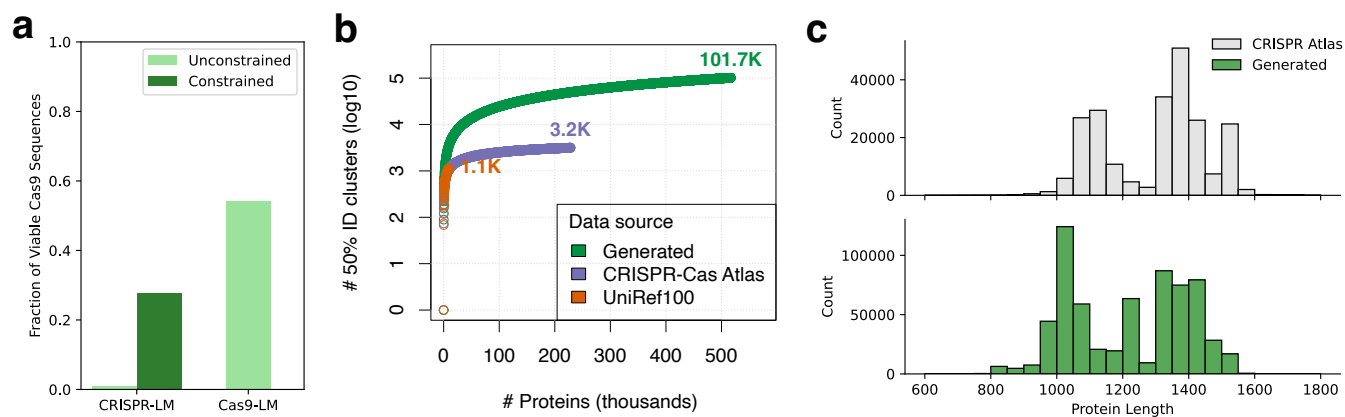 a
Fraction of Viable Cas9 Sequences
1.0
0.8
0.6
0.4
0.2
0.0
Unconstrained
Constrained
CRISPR-LM
Cas9-LM
b
# 50% ID clusters (log10)
5
4
3
2
1
0
101.7K
3.2K
1.1K
Data source
Generated
CRISPR-Cas Atlas
UniRef100
0 100 200 300 400 500
# Proteins (thousands)
c
CRISPR Atlas
Generated
Count
40000
20000
0
Count
100000
50000
0
600 800 1000 1200 1400 1600 1800
Protein Length